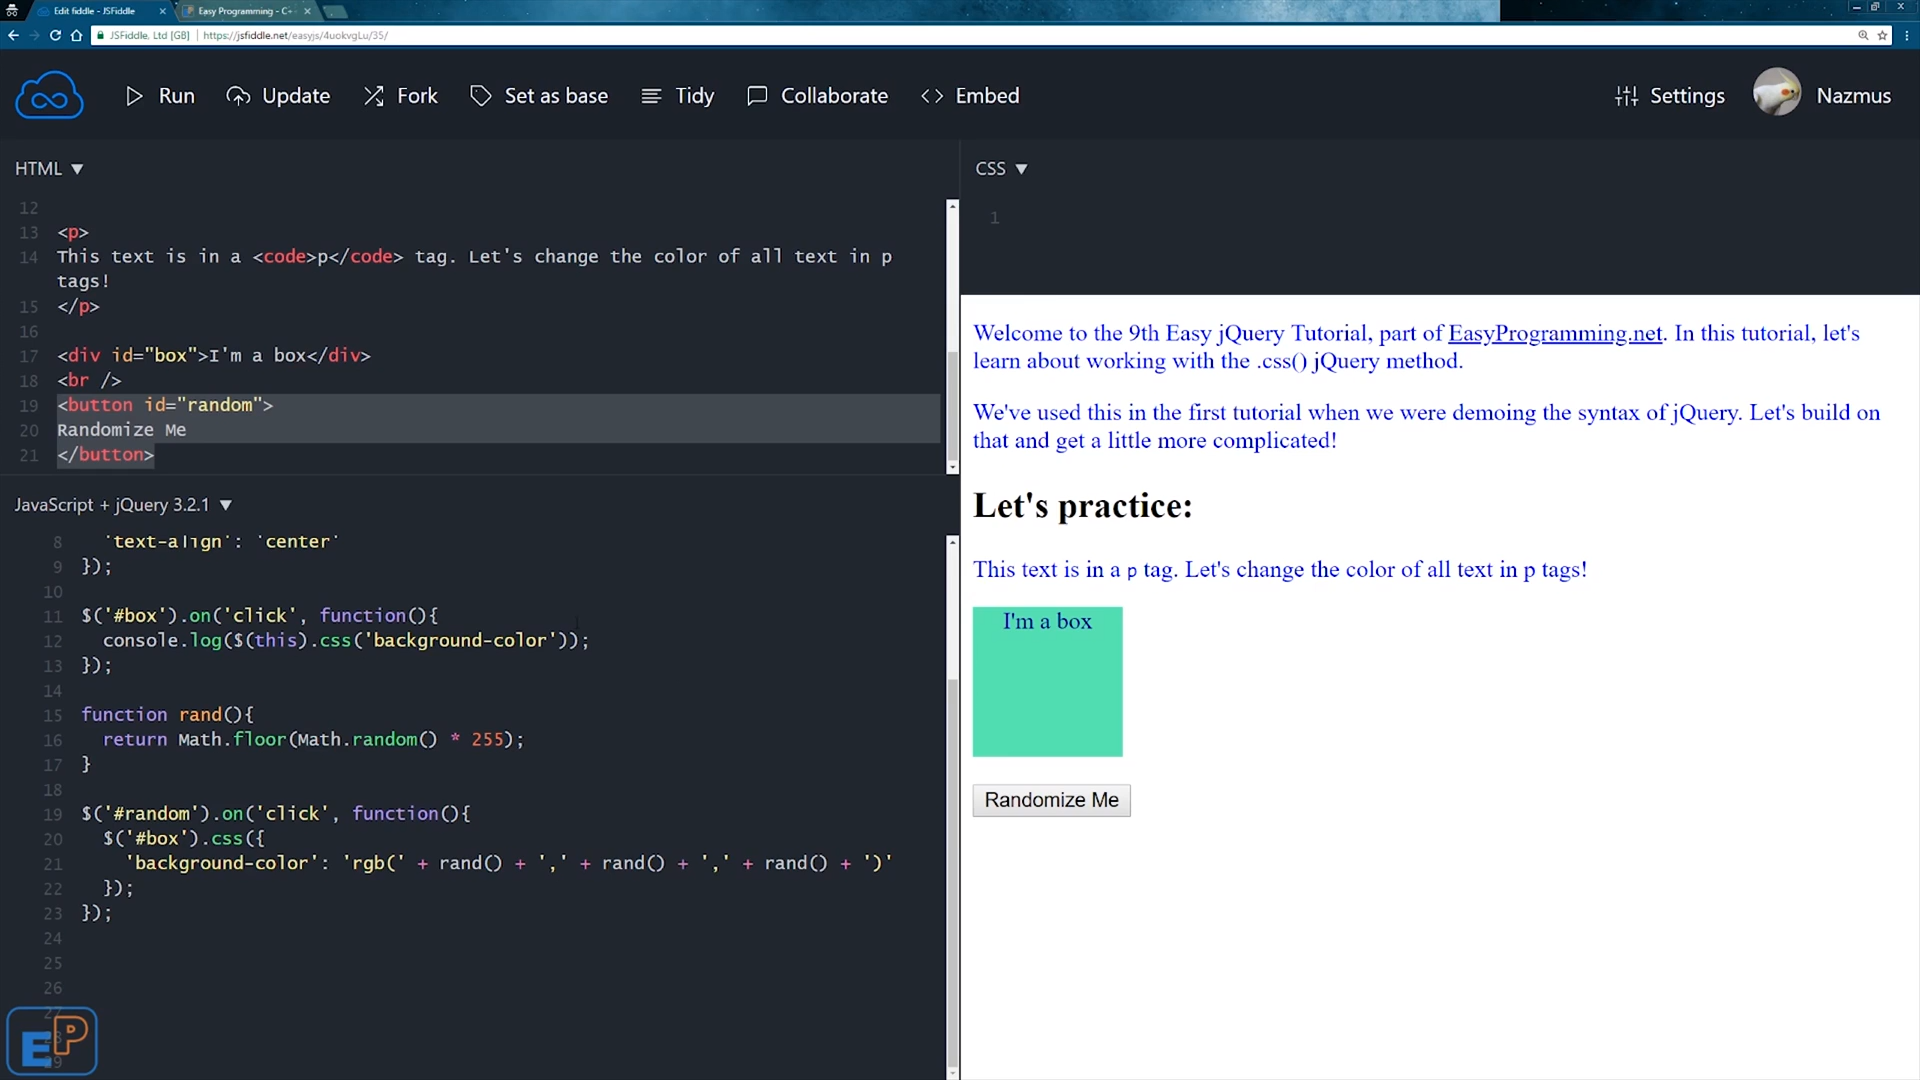 Edit fiddle - JSFiddle
Easy Programming - C+
JSFiddle, Ltd [GB] https://jsfiddle.net/easyjs/4uokvgLu/35/
Run
Update
Fork
Set as base
Tidy
Collaborate
Embed
Settings
Nazmus
HTML ▼
12
13 <p>
14 This text is in a <code>p</code> tag. Let's change the color of all text in p
tags!
15 </p>
16
17 <div id="box">I'm a box</div>
18 <br />
19 <button id="random">
20 Randomize Me
21 </button>
JavaScript + jQuery 3.2.1 ▼
8 'text-align': 'center'
9 });
10
11 $('#box').on('click', function(){
12 console.log($(this).css('background-color'));
13 });
14
15 function rand(){
16 return Math.floor(Math.random() * 255);
17 }
18
19 $('#random').on('click', function(){
20 $('#box').css({
21 'background-color': 'rgb(' + rand() + ',' + rand() + ',' + rand() + ')'
22 });
23 });
24
25
26
EP
CSS ▼
1
Welcome to the 9th Easy jQuery Tutorial, part of EasyProgramming.net. In this tutorial, let's
learn about working with the .css() jQuery method.
We've used this in the first tutorial when we were demoing the syntax of jQuery. Let's build on
that and get a little more complicated!
Let's practice:
This text is in a p tag. Let's change the color of all text in p tags!
I'm a box
Randomize Me